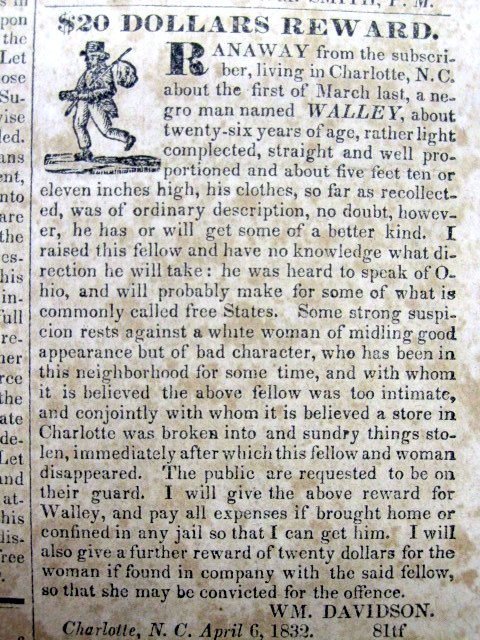 SMITH, P. M.
$20 DOLLARS REWARD.
RANAWAY from the subscri-
ber, living in Charlotte, N. C.
about the first of March last, a ne-
gro man named WALLEY, about
twenty-six years of age, rather light
complected, straight and well pro-
portioned and about five feet ten or
eleven inches high, his clothes, so far as recollect-
ed, was of ordinary description, no doubt, howev-
er, he has or will get some of a better kind. I
raised this fellow and have no knowledge what di-
rection he will take: he was heard to speak of O-
hio, and will probably make for some of what is
commonly called free States. Some strong suspi-
cion rests against a white woman of midling good
appearance but of bad character, who has been in
this neighborhood for some time, and with whom
it is believed the above fellow was too intimate,
and conjointly with whom it is believed a store in
Charlotte was broken into and sundry things sto-
len, immediately after which this fellow and woman
disappeared. The public are requested to be on
their guard. I will give the above reward for
Walley, and pay all expenses if brought home or
confined in any jail so that I can get him. I will
also give a further reward of twenty dollars for the
woman if found in company with the said fellow,
so that she may be convicted for the offence.
WM. DAVIDSON.
Charlotte, N. C. April 6, 1832. 81tf